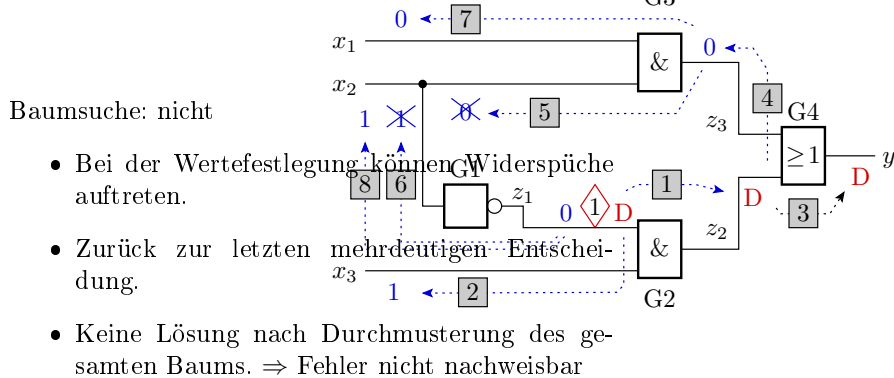 G3
0 7
x1
0
&
x2
4 G4
Baumsuche: nicht
1 1 0 5
z3
≥1 y
• Bei der Wertefestlegung können Widerspüche
auftreten.
G1
8 6 z1 1
D
0 1 D D 3
• Zurück zur letzten mehrdeutigen Entschei-
dung.
& z2
x3
1 2 G2
• Keine Lösung nach Durchmusterung des ge-
samten Baums. ⇒ Fehler nicht nachweisbar